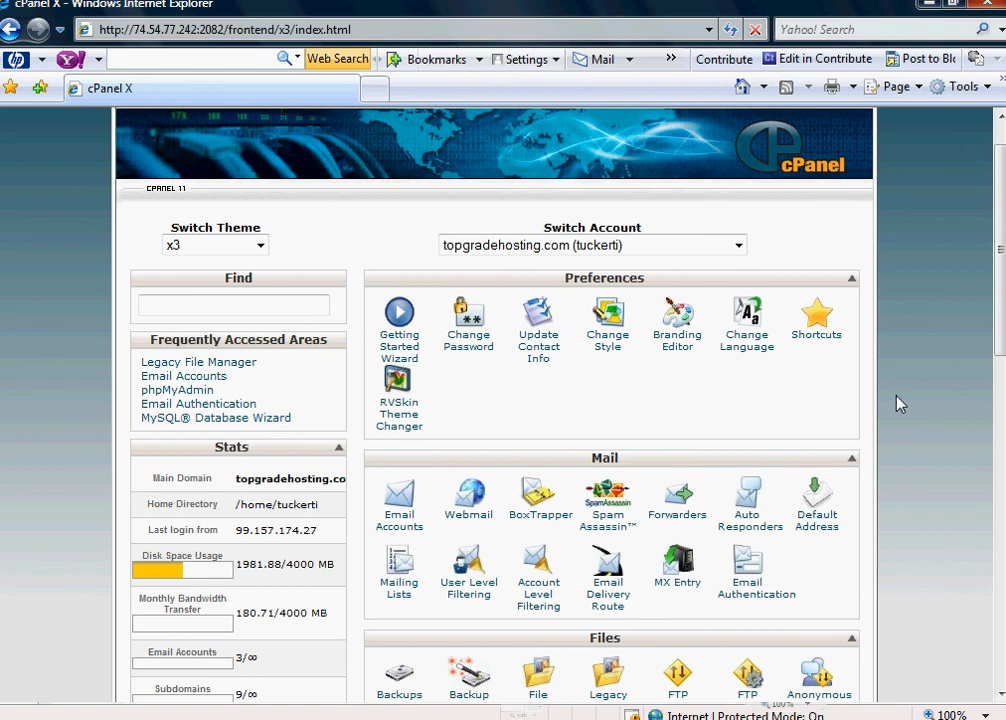 cPanel X - Windows Internet Explorer
http://74.54.77.242:2082/frontend/x3/index.html
Yahoo! Search
hp
Y!
Web Search
Bookmarks
Settings
Mail
»
Contribute
Edit in Contribute
Post to Blo
cPanel X
Page
Tools
cPanel
CPANEL 11
Switch Theme
x3
Switch Account
topgradehosting.com (tuckerti)
Find
Frequently Accessed Areas
Legacy File Manager
Email Accounts
phpMyAdmin
Email Authentication
MySQL® Database Wizard
Stats
Main Domain topgradehosting.co
Home Directory /home/tuckerti
Last login from 99.157.174.27
Disk Space Usage
1981.88/4000 MB
Monthly Bandwidth
Transfer
180.71/4000 MB
Email Accounts
3/∞
Subdomains
9/∞
Preferences
Getting
Started
Wizard
Change
Password
Update
Contact
Info
Change
Style
Branding
Editor
Change
Language
Shortcuts
RVSkin
Theme
Changer
Mail
Email
Accounts
Webmail
BoxTrapper
SpamAssassin
Spam
Assassin™
Forwarders
Auto
Responders
Default
Address
Mailing
Lists
User Level
Filtering
Account
Level
Filtering
Email
Delivery
Route
MX Entry
Email
Authentication
Files
Backups
Backup
File
Legacy
FTP
FTP
Anonymous
Internet | Protected Mode: On
100%